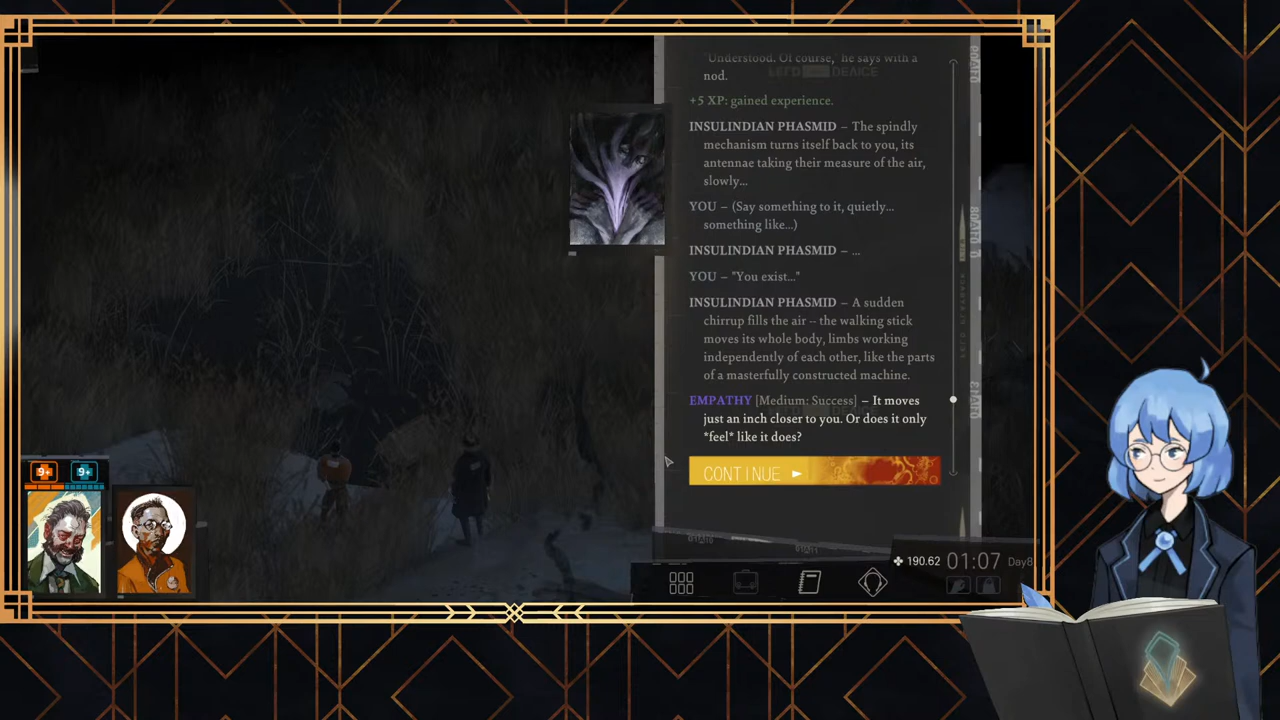 "Understood. Of course," he says with a
nod.
+5 XP: gained experience.
INSULINDIAN PHASMID – The spindly
mechanism turns itself back to you, its
antennae taking their measure of the air,
slowly...
YOU – (Say something to it, quietly...
something like...)
INSULINDIAN PHASMID – ...
YOU – "You exist..."
INSULINDIAN PHASMID – A sudden
chirrup fills the air – the walking stick
moves its whole body, limbs working
independently of each other, like the parts
of a masterfully constructed machine.
EMPATHY [Medium: Success] – It moves
just an inch closer to you. Or does it only
*feel* like it does?
CONTINUE
9+ 9+
190.62 01:07 Day8